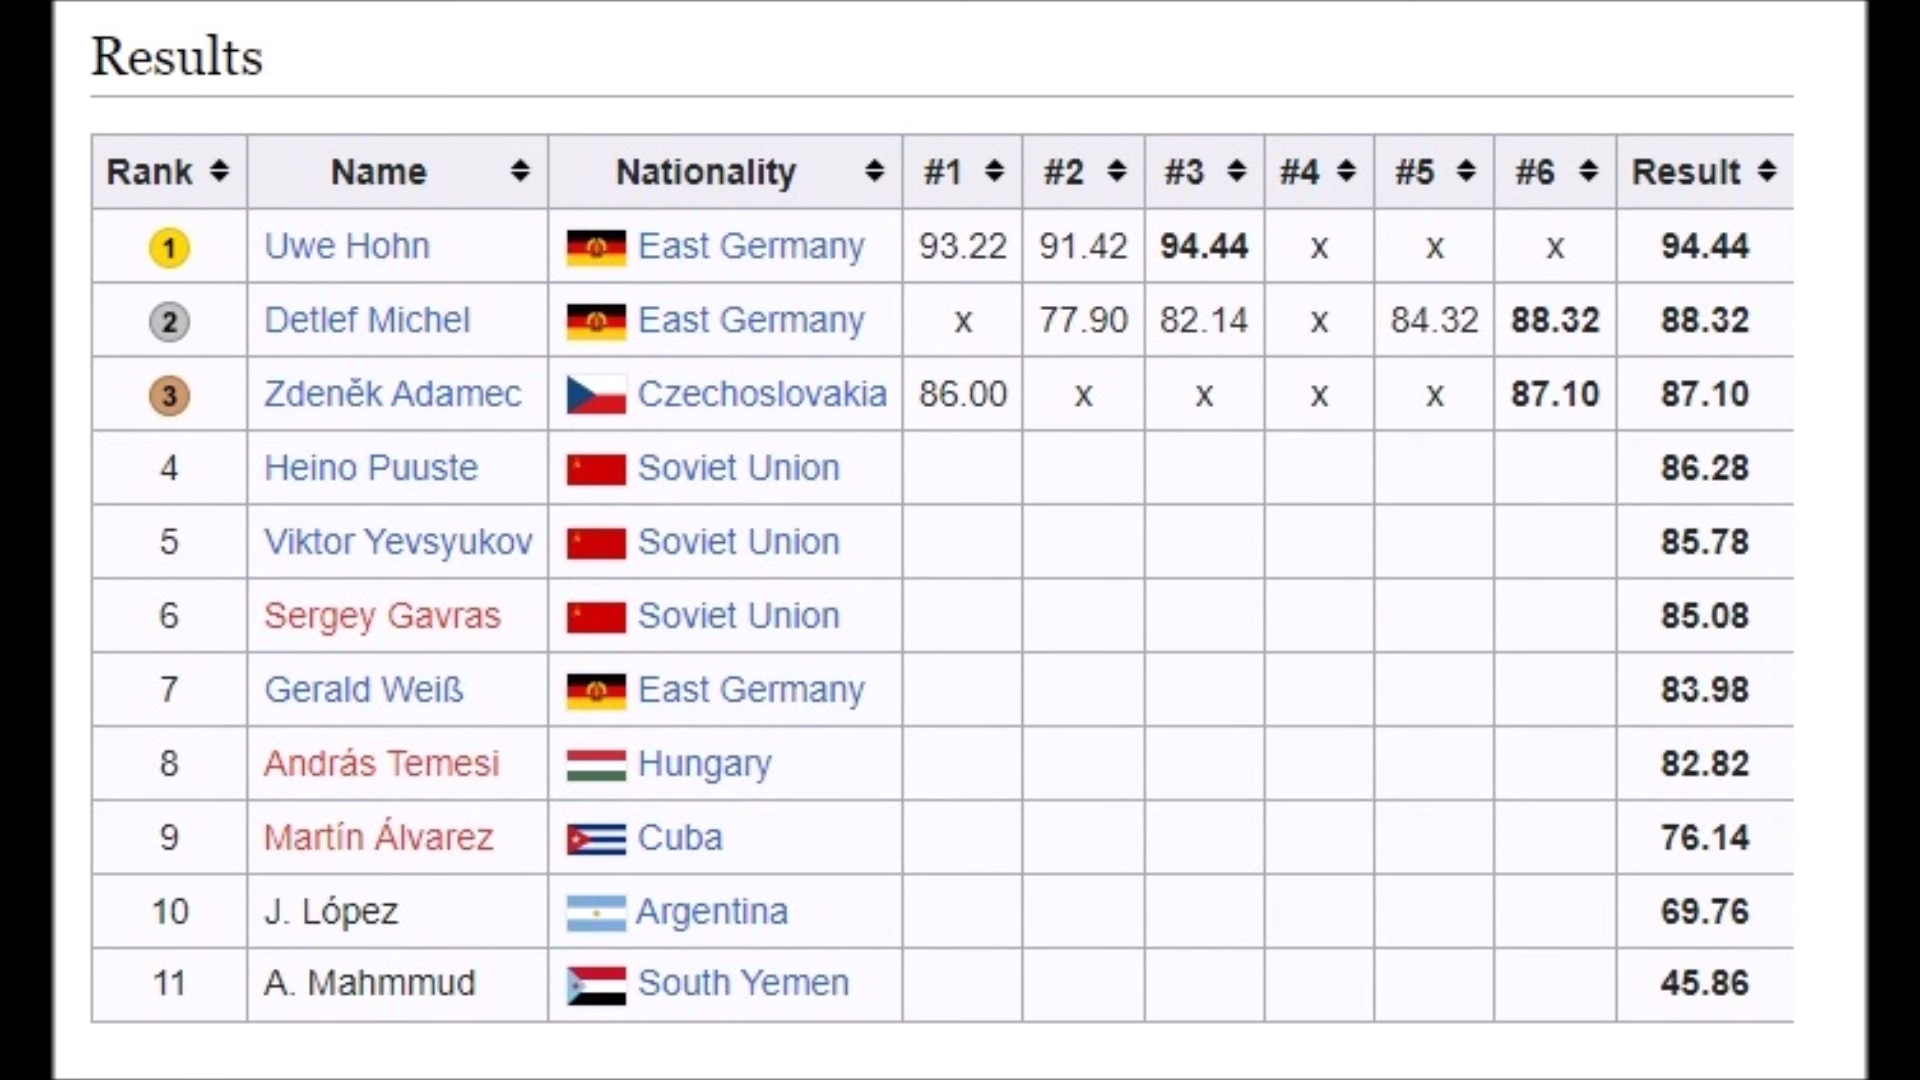 Results
Rank Name Nationality #1 #2 #3 #4 #5 #6 Result
1 Uwe Hohn East Germany 93.22 91.42 94.44 x x x 94.44
2 Detlef Michel East Germany x 77.90 82.14 x 84.32 88.32 88.32
3 Zdeněk Adamec Czechoslovakia 86.00 x x x x 87.10 87.10
4 Heino Puuste Soviet Union 86.28
5 Viktor Yevsyukov Soviet Union 85.78
6 Sergey Gavras Soviet Union 85.08
7 Gerald Weiß East Germany 83.98
8 András Temesi Hungary 82.82
9 Martín Álvarez Cuba 76.14
10 J. López Argentina 69.76
11 A. Mahmmud South Yemen 45.86